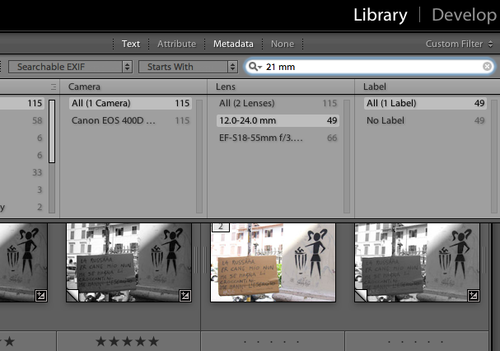 Library | Develop
Text Attribute Metadata None Custom Filter
Searchable EXIF Starts With 21 mm
Camera Lens Label
115 All (1 Camera) 115 All (2 Lenses) 115 All (1 Label) 49
58 Canon EOS 400D ... 115 12.0-24.0 mm 49 No Label 49
6 EF-S18-55mm f/3.... 66
6
33
3
y 2
2